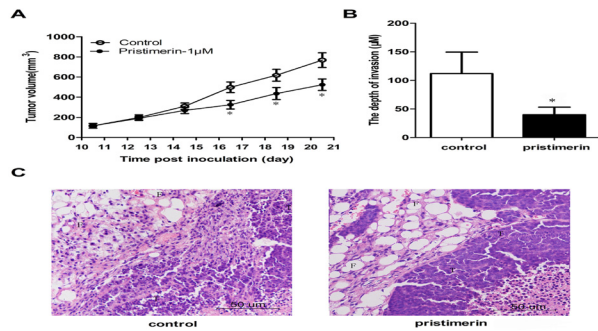 A
Control
Pristimerin-1μM
Tumor volume(mm³)
1000
800
600
400
200
0
*
*
*
10 11 12 13 14 15 16 17 18 19 20 21
Time post inoculation (day)
B
The depth of invasion (μM)
150
100
50
0
*
control
pristimerin
C
F
F
T
50 μm
control
T
F
T
T
50 μm
pristimerin